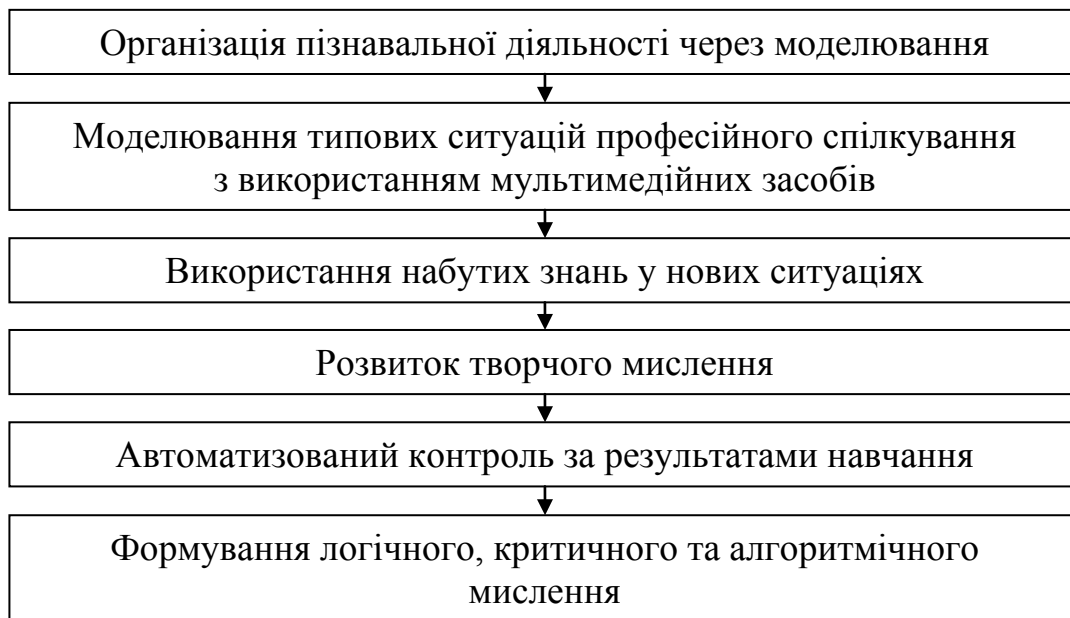 Організація пізнавальної діяльності через моделювання
Моделювання типових ситуацій професійного спілкування
з використанням мультимедійних засобів
Використання набутих знань у нових ситуаціях
Розвиток творчого мислення
Автоматизований контроль за результатами навчання
Формування логічного, критичного та алгоритмічного
мислення